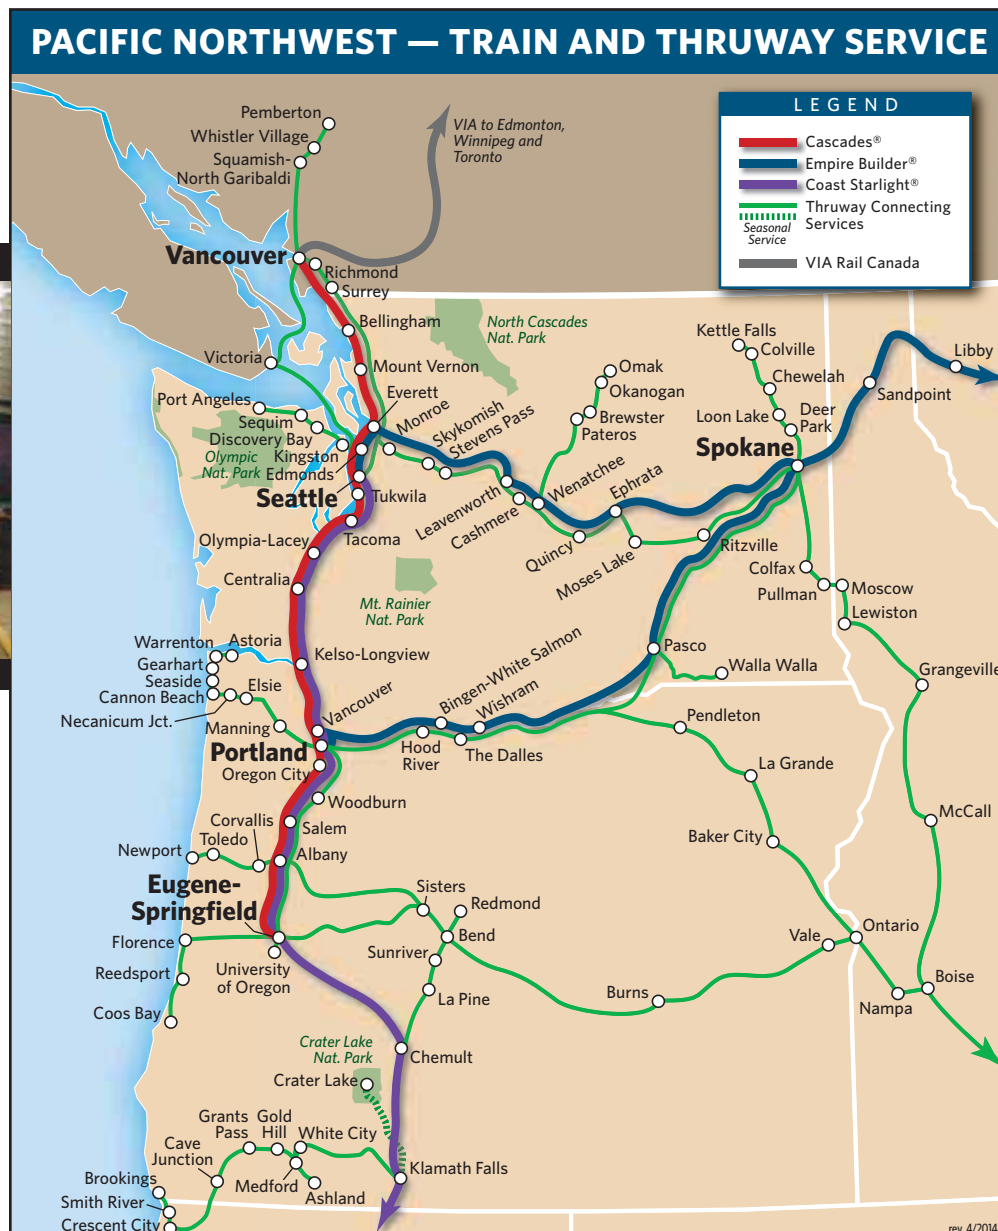 PACIFIC NORTHWEST — TRAIN AND THRUWAY SERVICE
LEGEND
Cascades®
Empire Builder®
Coast Starlight®
Thruway Connecting
Services
Seasonal
Service
VIA Rail Canada
VIA to Edmonton,
Winnipeg and
Toronto
Pemberton
Whistler Village
Squamish-
North Garibaldi
Vancouver
Richmond
Surrey
Bellingham
North Cascades
Nat. Park
Victoria
Mount Vernon
Everett
Port Angeles
Sequim
Discovery Bay
Olympic
Nat. Park
Kingston
Edmonds
Monroe
Skykomish
Stevens Pass
Seattle
Tukwila
Tacoma
Olympia-Lacey
Centralia
Mt. Rainier
Nat. Park
Leavenworth
Cashmere
Wenatchee
Quincy
Ephrata
Moses Lake
Ritzville
Omak
Okanogan
Brewster
Pateros
Kettle Falls
Colville
Chewelah
Loon Lake
Deer
Park
Spokane
Sandpoint
Libby
Colfax
Pullman
Moscow
Lewiston
Grangeville
Pasco
Walla Walla
Warrenton
Astoria
Gearhart
Seaside
Cannon Beach
Elsie
Necanicum Jct.
Manning
Kelso-Longview
Vancouver
Bingen-White Salmon
Wishram
Hood
River
The Dalles
Pendleton
La Grande
Baker City
McCall
Portland
Oregon City
Woodburn
Salem
Corvallis
Toledo
Newport
Albany
Eugene-
Springfield
Sisters
Redmond
Bend
Sunriver
La Pine
Burns
Vale
Ontario
Nampa
Boise
Florence
Reedsport
Coos Bay
University
of Oregon
Chemult
Crater Lake
Nat. Park
Crater Lake
Grants
Pass
Gold
Hill
White City
Cave
Junction
Medford
Ashland
Klamath Falls
Brookings
Smith River
Crescent City
rev. 4/2014